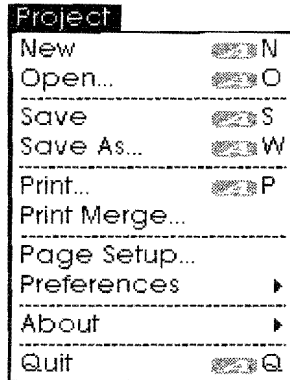 Project
New N
Open... O
Save S
Save As... W
Print... P
Print Merge...
Page Setup...
Preferences
About
Quit Q